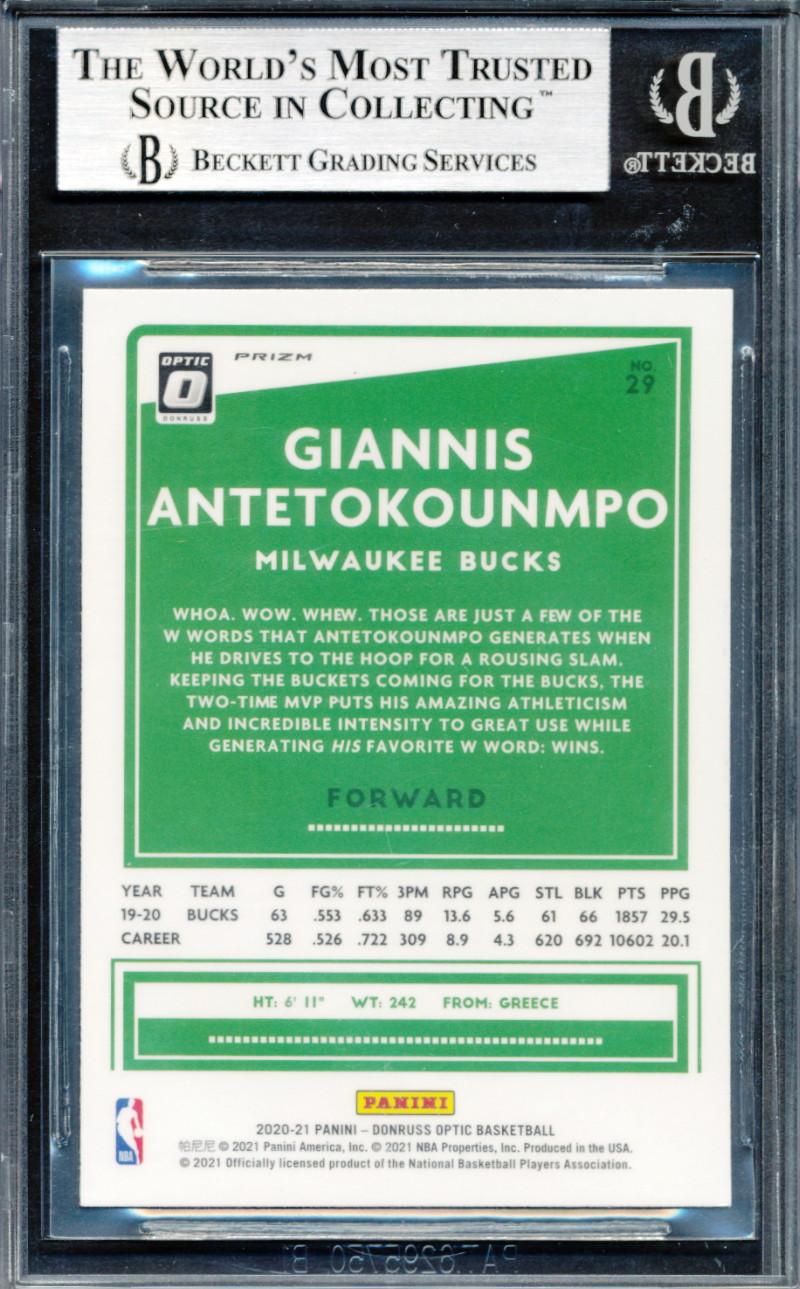 THE WORLD'S MOST TRUSTED
SOURCE IN COLLECTING™
B BECKETT GRADING SERVICES
B
BECKETT®
OPTIC
O
DONRUSS
PRIZM
NO.
29
GIANNIS
ANTETOKOUNMPO
MILWAUKEE BUCKS
WHOA. WOW. WHEW. THOSE ARE JUST A FEW OF THE
W WORDS THAT ANTETOKOUNMPO GENERATES WHEN
HE DRIVES TO THE HOOP FOR A ROUSING SLAM.
KEEPING THE BUCKETS COMING FOR THE BUCKS, THE
TWO-TIME MVP PUTS HIS AMAZING ATHLETICISM
AND INCREDIBLE INTENSITY TO GREAT USE WHILE
GENERATING HIS FAVORITE W WORD: WINS.
FORWARD
YEAR TEAM G FG% FT% 3PM RPG APG STL BLK PTS PPG
19-20 BUCKS 63 .553 .633 89 13.6 5.6 61 66 1857 29.5
CAREER 528 .526 .722 309 8.9 4.3 620 692 10602 20.1
HT: 6' 11" WT: 242 FROM: GREECE
PANINI
NBA
2020-21 PANINI – DONRUSS OPTIC BASKETBALL
帕尼尼 © 2021 Panini America, Inc. © 2021 NBA Properties, Inc. Produced in the USA.
© 2021 Officially licensed product of the National Basketball Players Association.